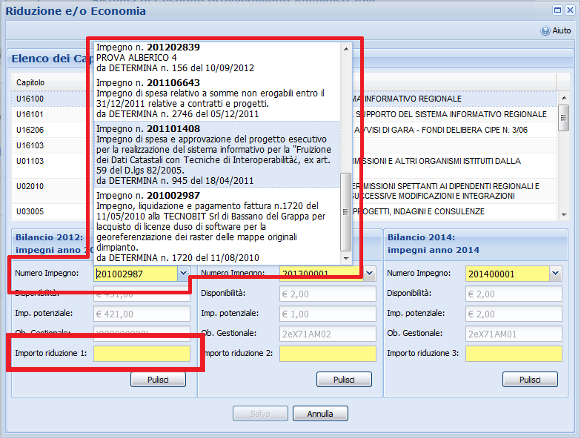 Riduzione e/o Economia
Aiuto
Elenco dei Cap
Capitolo
U16100
U16101
U16206
U16103
U01103
U02010
U03005
MA INFORMATIVO REGIONALE
SUPPORTO DEL SISTEMA INFORMATIVO REGIONALE
AVVISI DI GARA - FONDI DELIBERA CIPE N. 3/06
MMISSIONI E ALTRI ORGANISMI ISTITUITI DALLA
ERMISSIONI SPETTANTI AI DIPENDENTI REGIONALI E
SUCCESSIVE MODIFICAZIONI E INTEGRAZIONI
ROGETTI, INDAGINI E CONSULENZE
Impegno n. 201202839
PROVA ALBERICO 4
da DETERMINA n. 156 del 10/09/2012
Impegno n. 201106643
Impegno di spesa relativo a somme non erogabili entro il
31/12/2011 relative a contratti e progetti.
da DETERMINA n. 2746 del 05/12/2011
Impegno n. 201101408
Impegno di spesa e approvazione del progetto esecutivo
per la realizzazione del sistema informativo per la "Fruizione
dei Dati Catastali con Tecniche di Interoperabilità¿, ex art.
59 del D.lgs 82/2005.
da DETERMINA n. 945 del 18/04/2011
Impegno n. 201002987
Impegno, liquidazione e pagamento fattura n.1720 del
11/05/2010 alla TECNOBIT Srl di Bassano del Grappa per
lacquisto di licenze duso di software per la
georeferenziazione dei raster delle mappe originali
dimpianto.
da DETERMINA n. 1720 del 11/08/2010
Bilancio 2012:
impegni anno 20
Numero Impegno: 201002987
Disponibilità: € 431,00
Imp. potenziale: € 421,00
Ob. Gestionale:
Importo riduzione 1:
Pulisci
201300001
Disponibilità: € 2,00
Imp. potenziale: € 1,00
Ob. Gestionale: 2eX71AM02
Importo riduzione 2:
Pulisci
Bilancio 2014:
impegni anno 2014
Numero Impegno: 201400001
Disponibilità: € 2,00
Imp. potenziale: € 2,00
Ob. Gestionale: 2eX71AM01
Importo riduzione 3:
Pulisci
Salva
Annulla